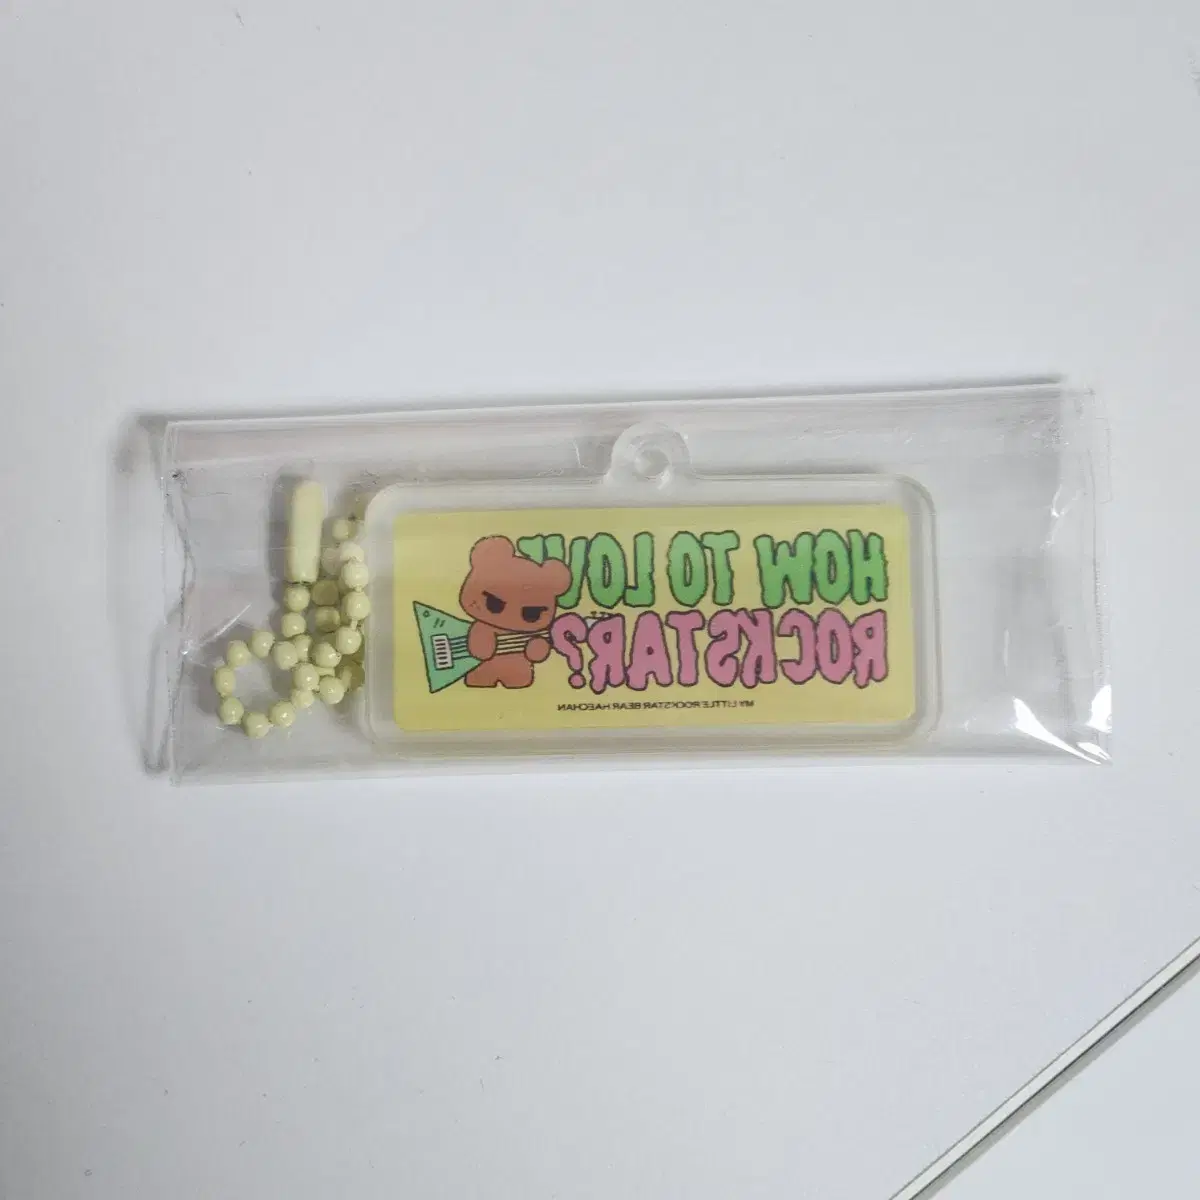 HOW TO LOVE
ROCKSTAR?
MY LITTLE ROCKSTAR BEAR HAECHAN